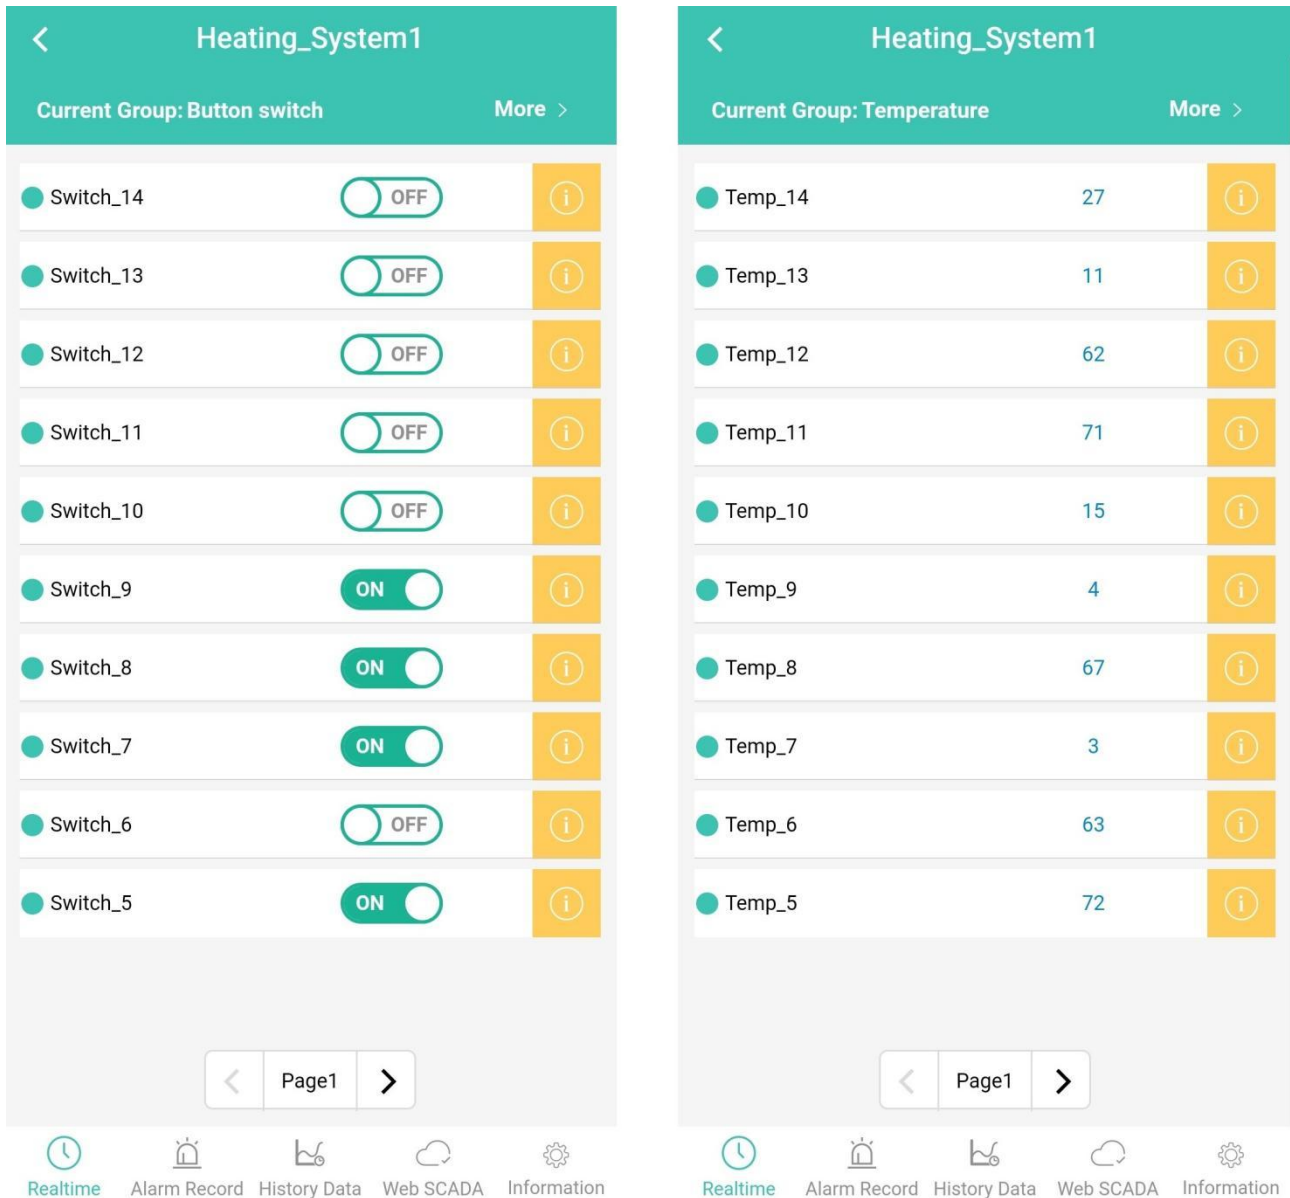 Heating_System1
Current Group: Button switch More >
Switch_14 OFF i
Switch_13 OFF i
Switch_12 OFF i
Switch_11 OFF i
Switch_10 OFF i
Switch_9 ON i
Switch_8 ON i
Switch_7 ON i
Switch_6 OFF i
Switch_5 ON i
Page1
Realtime Alarm Record History Data Web SCADA Information
Heating_System1
Current Group: Temperature More >
Temp_14 27 i
Temp_13 11 i
Temp_12 62 i
Temp_11 71 i
Temp_10 15 i
Temp_9 4 i
Temp_8 67 i
Temp_7 3 i
Temp_6 63 i
Temp_5 72 i
Page1
Realtime Alarm Record History Data Web SCADA Information